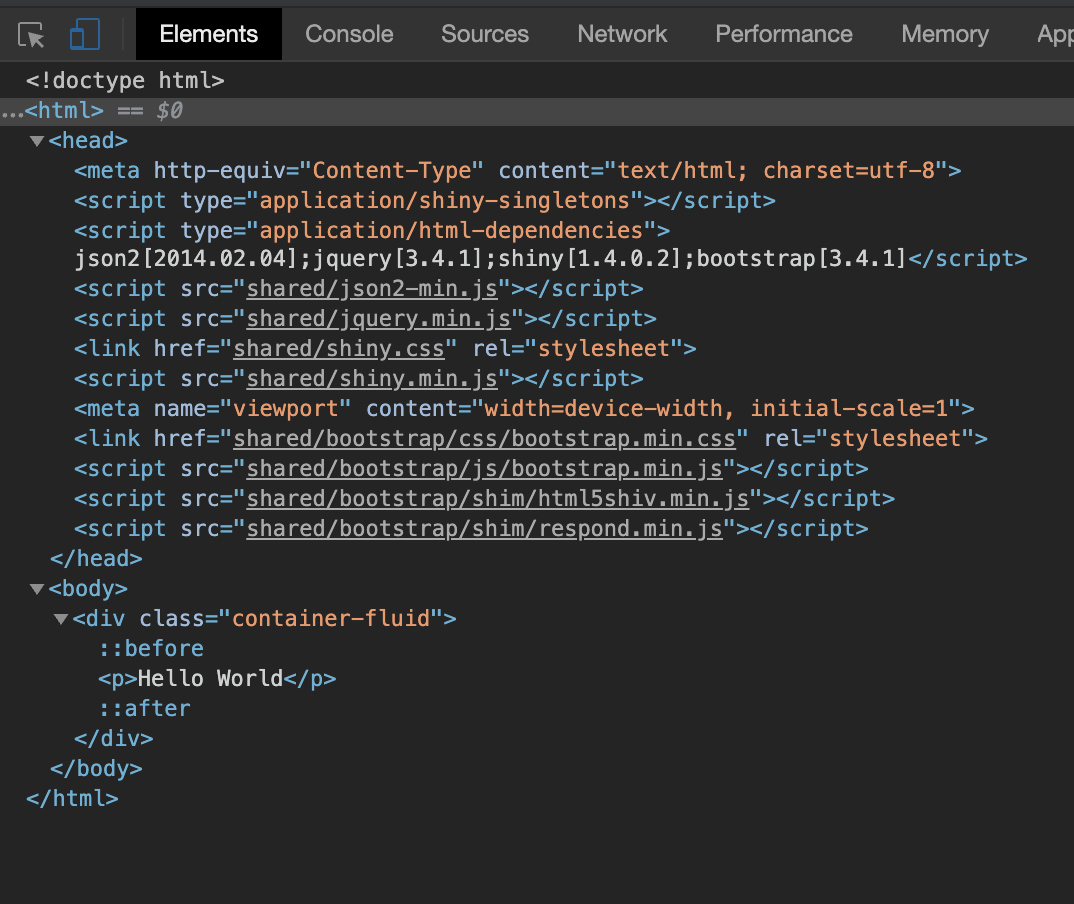 Elements Console Sources Network Performance Memory App
<!doctype html>
…<html> == $0
▼<head>
<meta http-equiv="Content-Type" content="text/html; charset=utf-8">
<script type="application/shiny-singletons"></script>
<script type="application/html-dependencies">
json2[2014.02.04];jquery[3.4.1];shiny[1.4.0.2];bootstrap[3.4.1]</script>
<script src="shared/json2-min.js"></script>
<script src="shared/jquery.min.js"></script>
<link href="shared/shiny.css" rel="stylesheet">
<script src="shared/shiny.min.js"></script>
<meta name="viewport" content="width=device-width, initial-scale=1">
<link href="shared/bootstrap/css/bootstrap.min.css" rel="stylesheet">
<script src="shared/bootstrap/js/bootstrap.min.js"></script>
<script src="shared/bootstrap/shim/html5shiv.min.js"></script>
<script src="shared/bootstrap/shim/respond.min.js"></script>
</head>
▼<body>
▼<div class="container-fluid">
::before
<p>Hello World</p>
::after
</div>
</body>
</html>